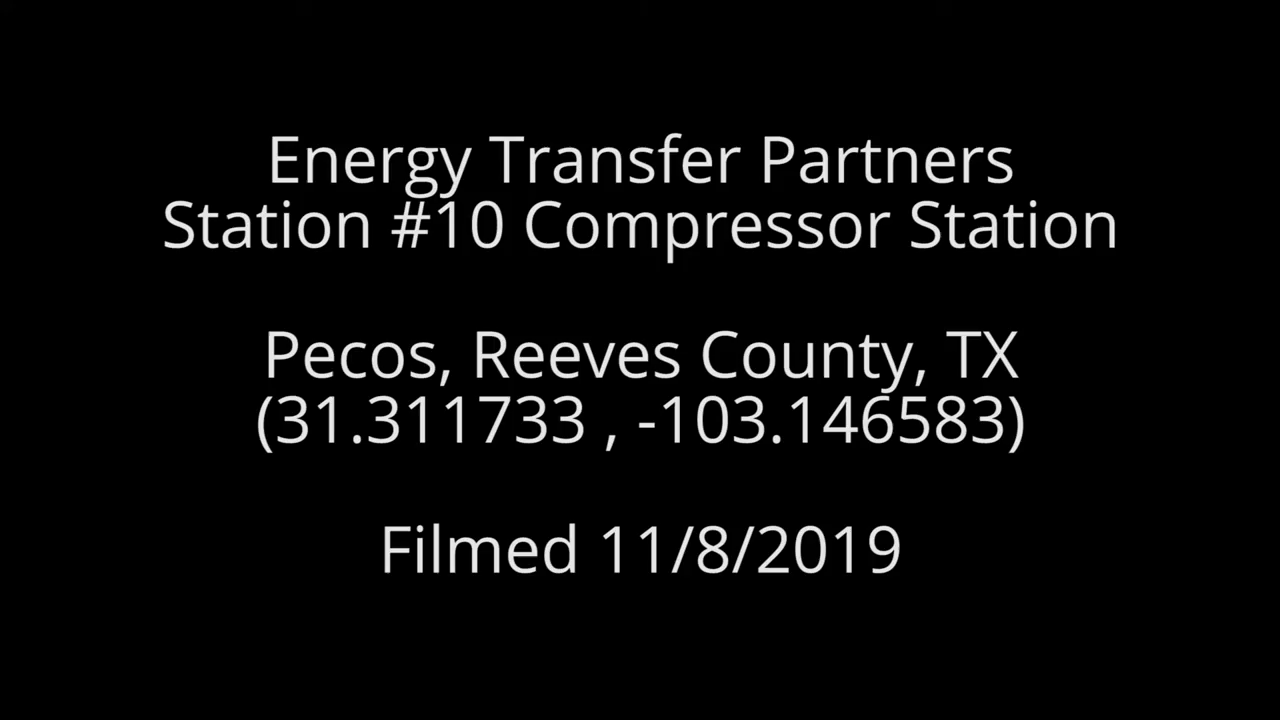 Energy Transfer Partners
Station #10 Compressor Station
Pecos, Reeves County, TX
(31.311733 , -103.146583)
Filmed 11/8/2019